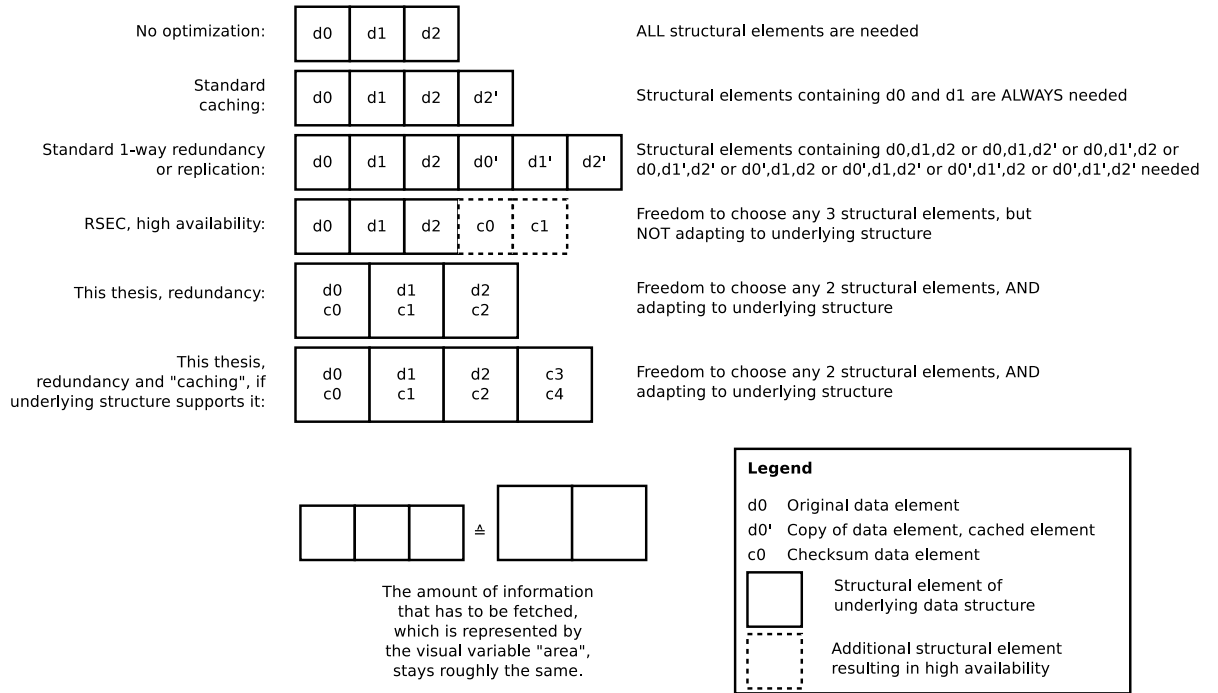 No optimization:
d0 d1 d2
ALL structural elements are needed
Standard
caching:
d0 d1 d2 d2'
Structural elements containing d0 and d1 are ALWAYS needed
Standard 1-way redundancy
or replication:
d0 d1 d2 d0' d1' d2'
Structural elements containing d0,d1,d2 or d0,d1,d2' or d0,d1',d2 or
d0,d1',d2' or d0',d1,d2 or d0',d1,d2' or d0',d1',d2 or d0',d1',d2' needed
RSEC, high availability:
d0 d1 d2 c0 c1
Freedom to choose any 3 structural elements, but
NOT adapting to underlying structure
This thesis, redundancy:
d0 d1 d2
c0 c1 c2
Freedom to choose any 2 structural elements, AND
adapting to underlying structure
This thesis,
redundancy and "caching", if
underlying structure supports it:
d0 d1 d2 c3
c0 c1 c2 c4
Freedom to choose any 2 structural elements, AND
adapting to underlying structure
≙
The amount of information
that has to be fetched,
which is represented by
the visual variable "area",
stays roughly the same.
Legend
d0 Original data element
d0' Copy of data element, cached element
c0 Checksum data element
Structural element of
underlying data structure
Additional structural element
resulting in high availability